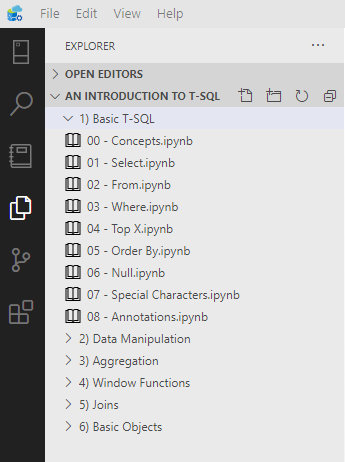 File Edit View Help
EXPLORER ...
OPEN EDITORS
AN INTRODUCTION TO T-SQL
1) Basic T-SQL
00 - Concepts.ipynb
01 - Select.ipynb
02 - From.ipynb
03 - Where.ipynb
04 - Top X.ipynb
05 - Order By.ipynb
06 - Null.ipynb
07 - Special Characters.ipynb
08 - Annotations.ipynb
2) Data Manipulation
3) Aggregation
4) Window Functions
5) Joins
6) Basic Objects